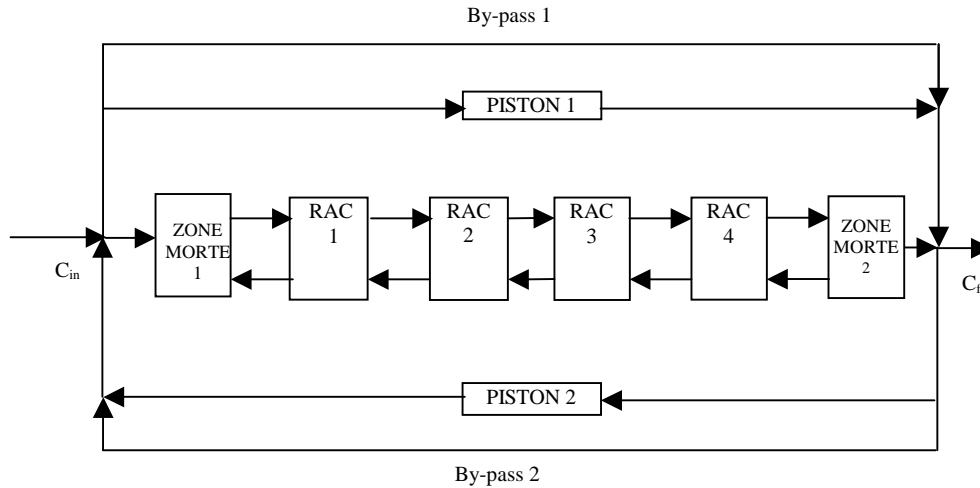 By-pass 1
PISTON 1
ZONE
MORTE
1
RAC
1
RAC
2
RAC
3
RAC
4
ZONE
MORTE
2
Cin
Cf
PISTON 2
By-pass 2